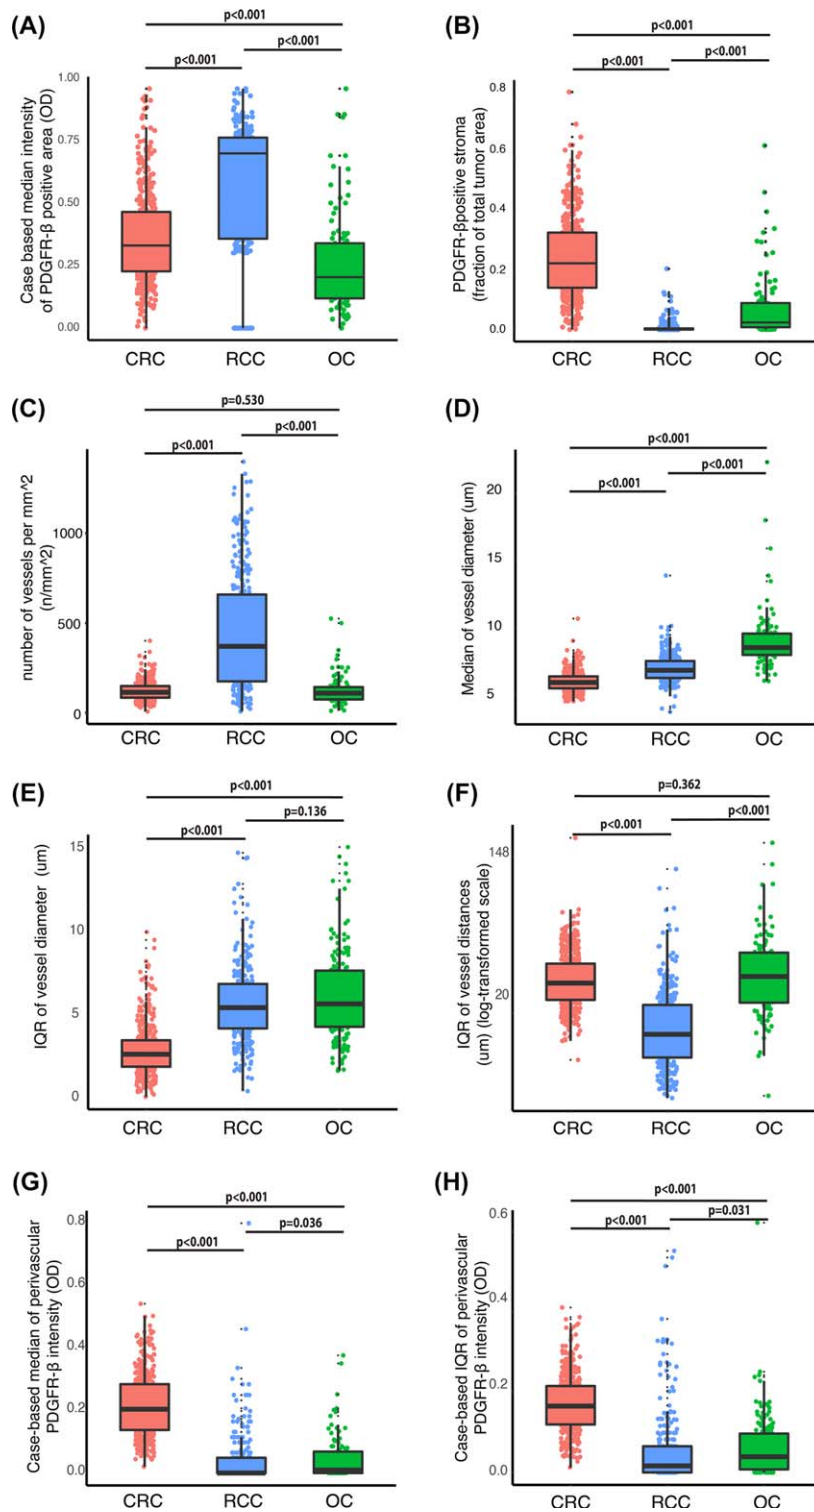 (A)
p<0.001
p<0.001
p<0.001
Case based median intensity
of PDGFR-β positive area (OD)
1.00
0.75
0.50
0.25
0.00
CRC RCC OC
(B)
p<0.001
p<0.001 p<0.001
PDGFR-βpositive stroma
(fraction of total tumor area)
0.8
0.6
0.4
0.2
0.0
CRC RCC OC
(C)
p=0.530
p<0.001
p<0.001
number of vessels per mm^2
(n/mm^2)
1000
500
0
CRC RCC OC
(D)
p<0.001
p<0.001
p<0.001
Median of vessel diameter (um)
20
15
10
5
CRC RCC OC
(E)
p<0.001
p=0.136
p<0.001
IQR of vessel diameter (um)
15
10
5
0
CRC RCC OC
(F)
p=0.362
p<0.001
p<0.001
IQR of vessel distances
(um) (log-transformed scale)
148
20
CRC RCC OC
(G)
p<0.001
p=0.036
p<0.001
Case-based median of perivascular
PDGFR-β intensity (OD)
0.8
0.6
0.4
0.2
0.0
CRC RCC OC
(H)
p<0.001
p=0.031
p<0.001
Case-based IQR of perivascular
PDGFR-β intensity (OD)
0.6
0.4
0.2
0.0
CRC RCC OC